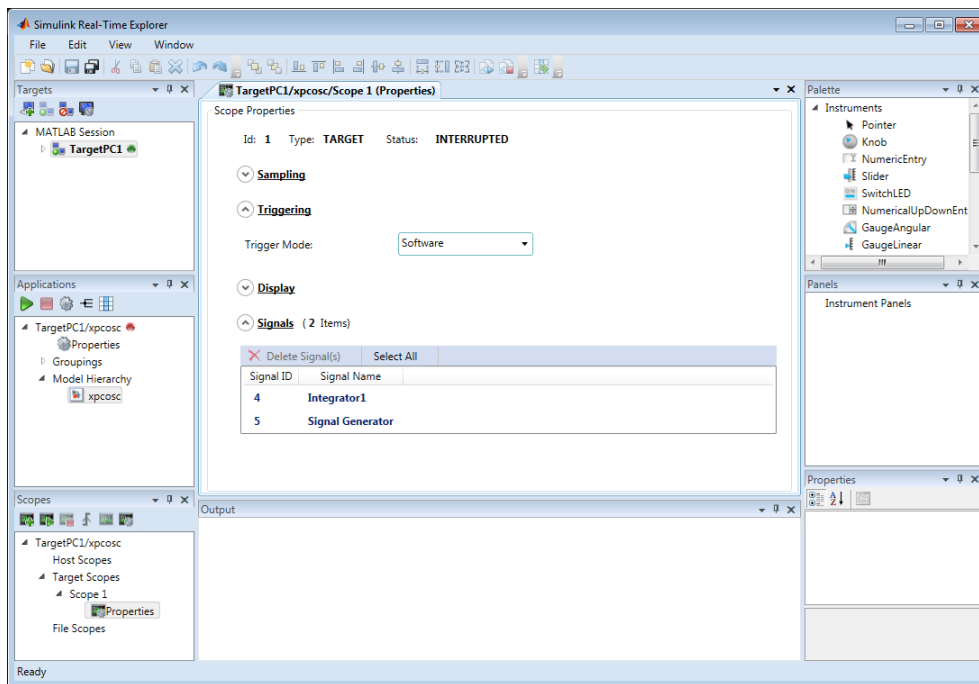 Simulink Real-Time Explorer
File Edit View Window
Targets
MATLAB Session
TargetPC1
Applications
TargetPC1/xpcosc
Properties
Groupings
Model Hierarchy
xpcosc
Scopes
TargetPC1/xpcosc
Host Scopes
Target Scopes
Scope 1
Properties
File Scopes
TargetPC1/xpcosc/Scope 1 (Properties)
Scope Properties
Id: 1 Type: TARGET Status: INTERRUPTED
Sampling
Triggering
Trigger Mode: Software
Display
Signals (2 Items)
Delete Signal(s) Select All
Signal ID Signal Name
4 Integrator1
5 Signal Generator
Output
Palette
Instruments
Pointer
Knob
NumericEntry
Slider
SwitchLED
NumericalUpDownEnt
GaugeAngular
GaugeLinear
Panels
Instrument Panels
Properties
Ready